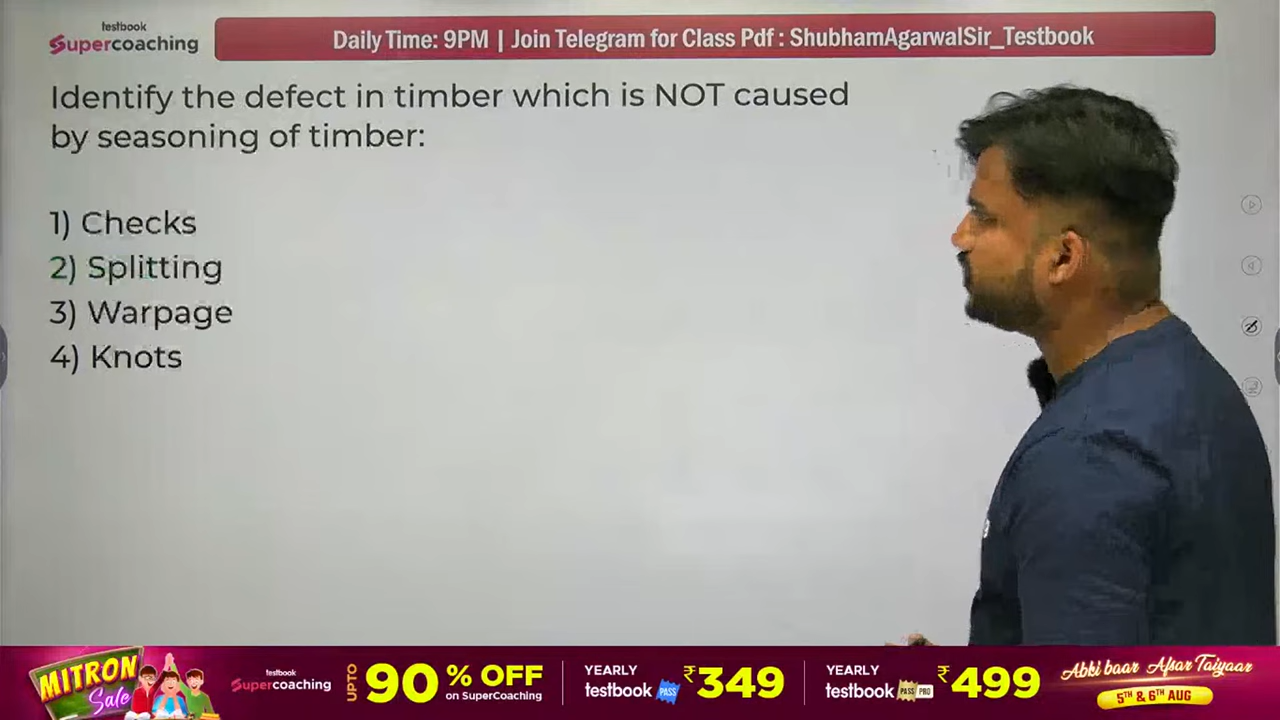 testbook
Supercoaching
Daily Time: 9PM | Join Telegram for Class Pdf : ShubhamAgarwalSir_Testbook
Identify the defect in timber which is NOT caused
by seasoning of timber:
1) Checks
2) Splitting
3) Warpage
4) Knots
MITRON
Sale
testbook
Supercoaching
UPTO 90% OFF
on SuperCoaching
YEARLY
testbook PASS
₹349
YEARLY
testbook PASS PRO
₹499
Abki baar Afsar Taiyaar
5TH & 6TH AUG